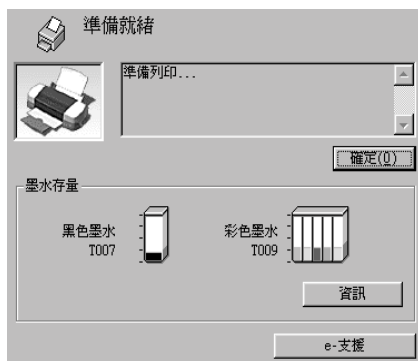 準備就緒
準備列印...
確定(O)
墨水存量
黑色墨水
T007
彩色墨水
T009
資訊
e-支援